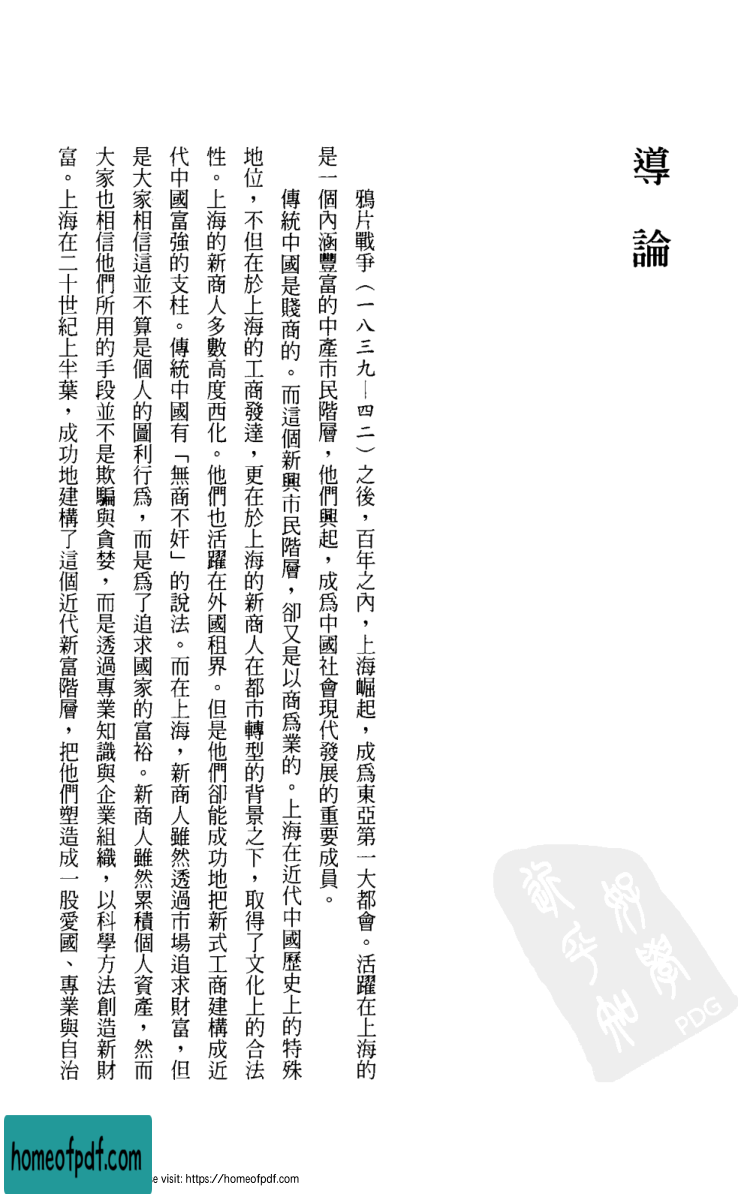 導論
鴉片戰爭（一八三九—四二）之後，百年之內，上海崛起，成爲東亞第一大都會。活躍在上海的
是一個內涵豐富的中產市民階層，他們興起，成爲中國社會現代發展的重要成員。
傳統中國是賤商的。而這個新興市民階層，卻又是以商爲業的。上海在近代中國歷史上的特殊
地位，不但在於上海的工商發達，更在於上海的新商人在都市轉型的背景之下，取得了文化上的合法
性。上海的新商人多數高度西化。他們也活躍在外國租界。但是他們卻能成功地把新式工商建構成近
代中國富強的支柱。傳統中國有「無商不奸」的說法。而在上海，新商人雖然透過市場追求財富，但
是大家相信這並不算是個人的圖利行爲，而是爲了追求國家的富裕。新商人雖然累積個人資產，然而
大家也相信他們所用的手段並不是欺騙與貪婪，而是透過專業知識與企業組織，以科學方法創造新財
富。上海在二十世紀上半葉，成功地建構了這個近代新富階層，把他們塑造成一股愛國、專業與自治
PDG
homeofpdf.com
e visit: https://homeofpdf.com